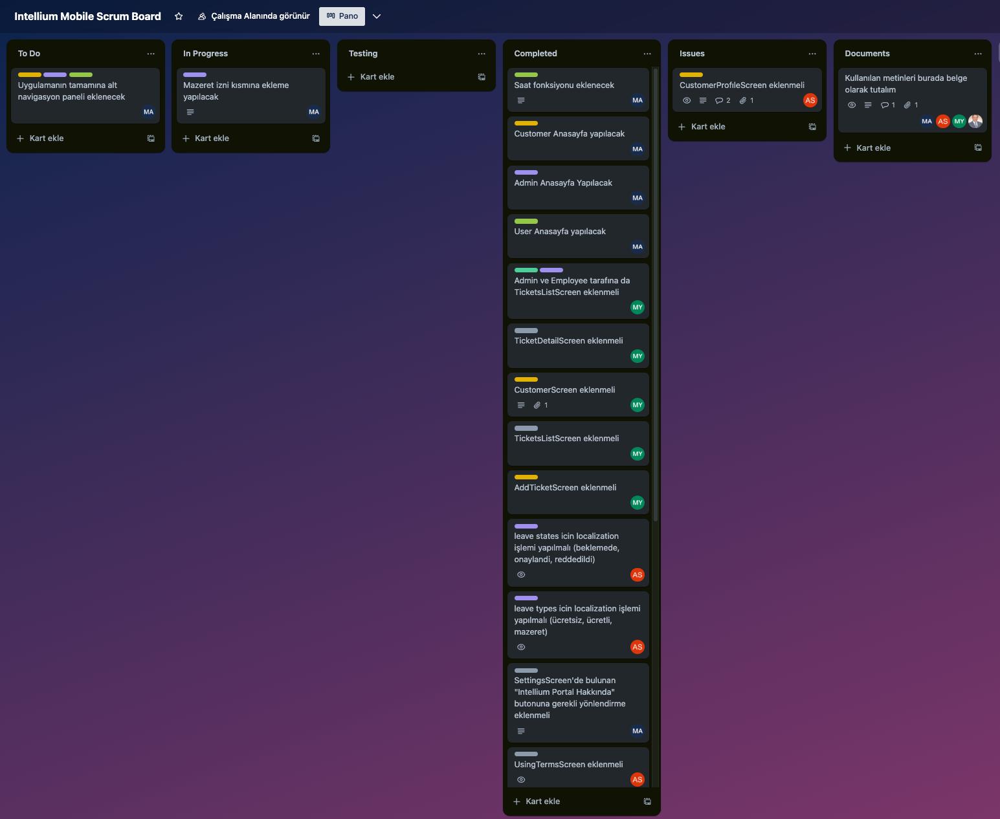 Intellium Mobile Scrum Board
Çalışma Alanında görünür
Pano
To Do
Uygulamanın tamamına alt
navigasyon paneli eklenecek
MA
Kart ekle
In Progress
Mazeret izni kısmına ekleme
yapılacak
MA
Kart ekle
Testing
Kart ekle
Completed
Saat fonksiyonu eklenecek
MA
Customer Anasayfa yapılacak
MA
Admin Anasayfa Yapılacak
MA
User Anasayfa yapılacak
MA
Admin ve Employee tarafına da
TicketsListScreen eklenmeli
MY
TicketDetailScreen eklenmeli
MY
CustomerScreen eklenmeli
1
MY
TicketsListScreen eklenmeli
MY
AddTicketScreen eklenmeli
MY
leave states icin localization
işlemi yapılmalı (beklemede,
onaylandi, reddedildi)
AS
leave types icin localization işlemi
yapılmalı (ücretsiz, ücretli,
mazeret)
AS
SettingsScreen'de bulunan
"Intellium Portal Hakkında"
butonuna gerekli yönlendirme
eklenmeli
MA
UsingTermsScreen eklenmeli
AS
Kart ekle
Issues
CustomerProfıleScreen eklenmeli
2 1
AS
Kart ekle
Documents
Kullanılan metinleri burada belge
olarak tutalım
1 1
MA AS MY
Kart ekle